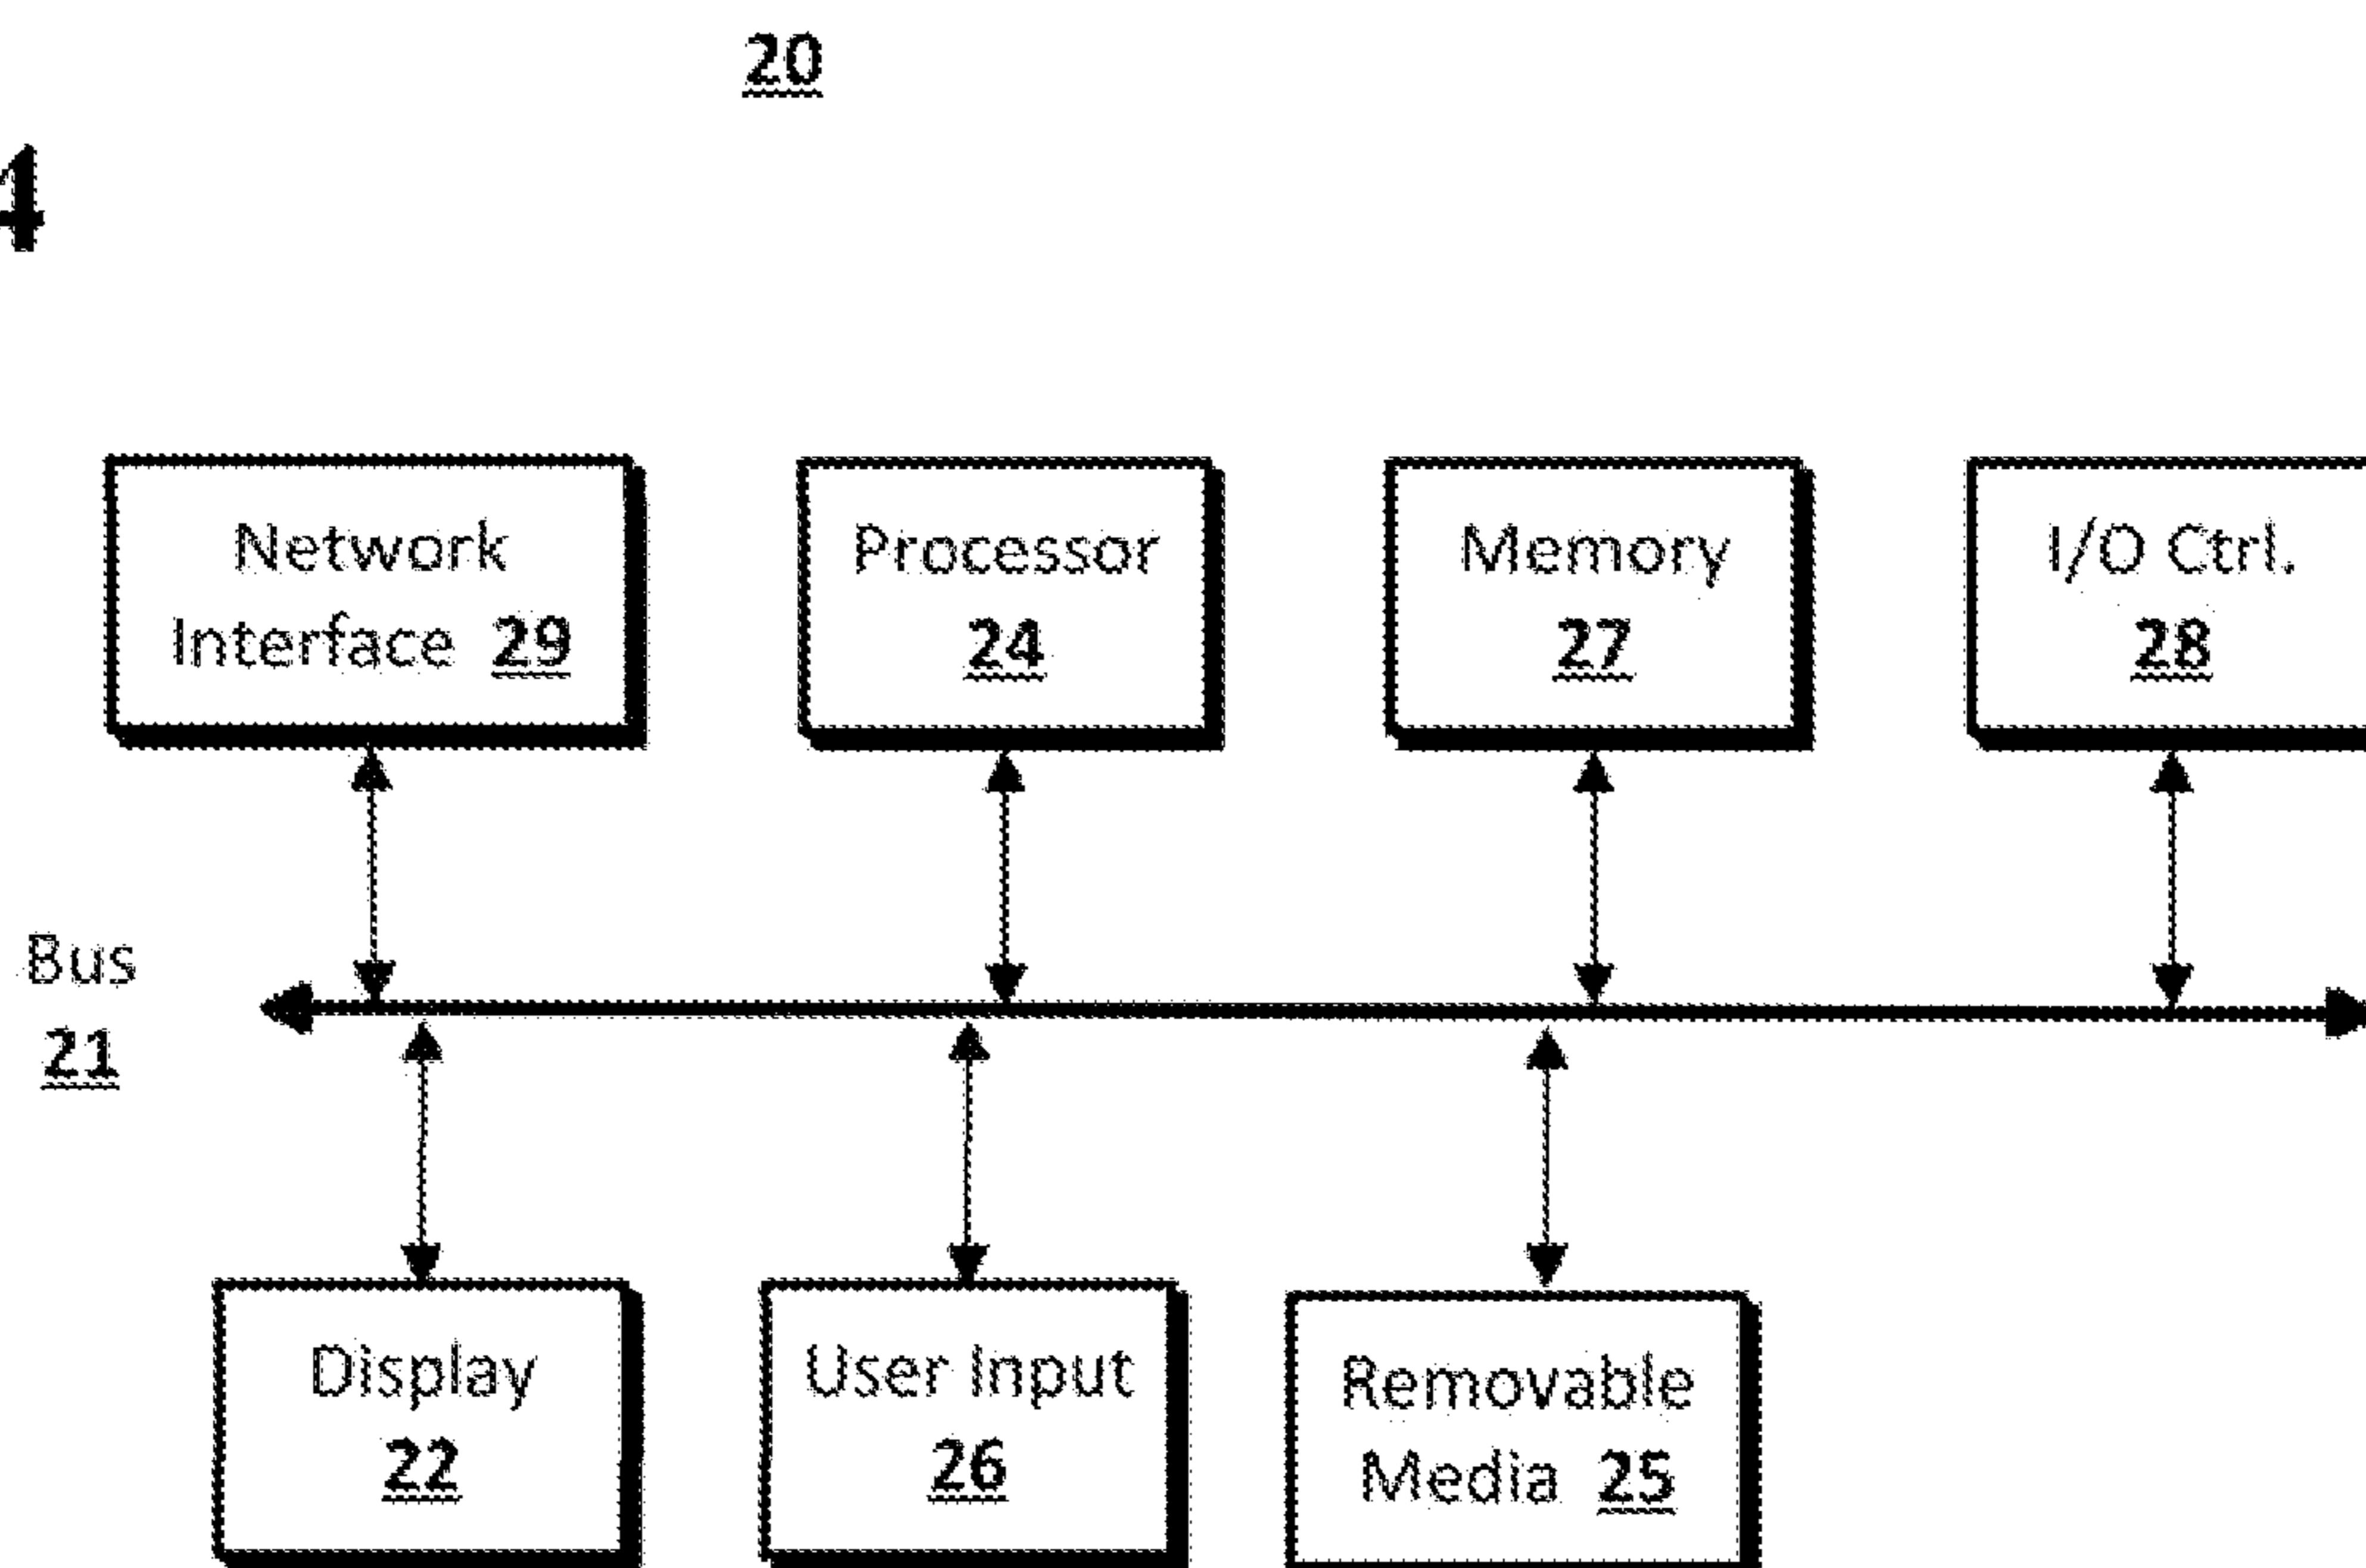 20
4
Network
Interface 29
Processor
24
Memory
27
I/O Ctrl.
28
Bus
21
Display
22
User Input
26
Removable
Media 25